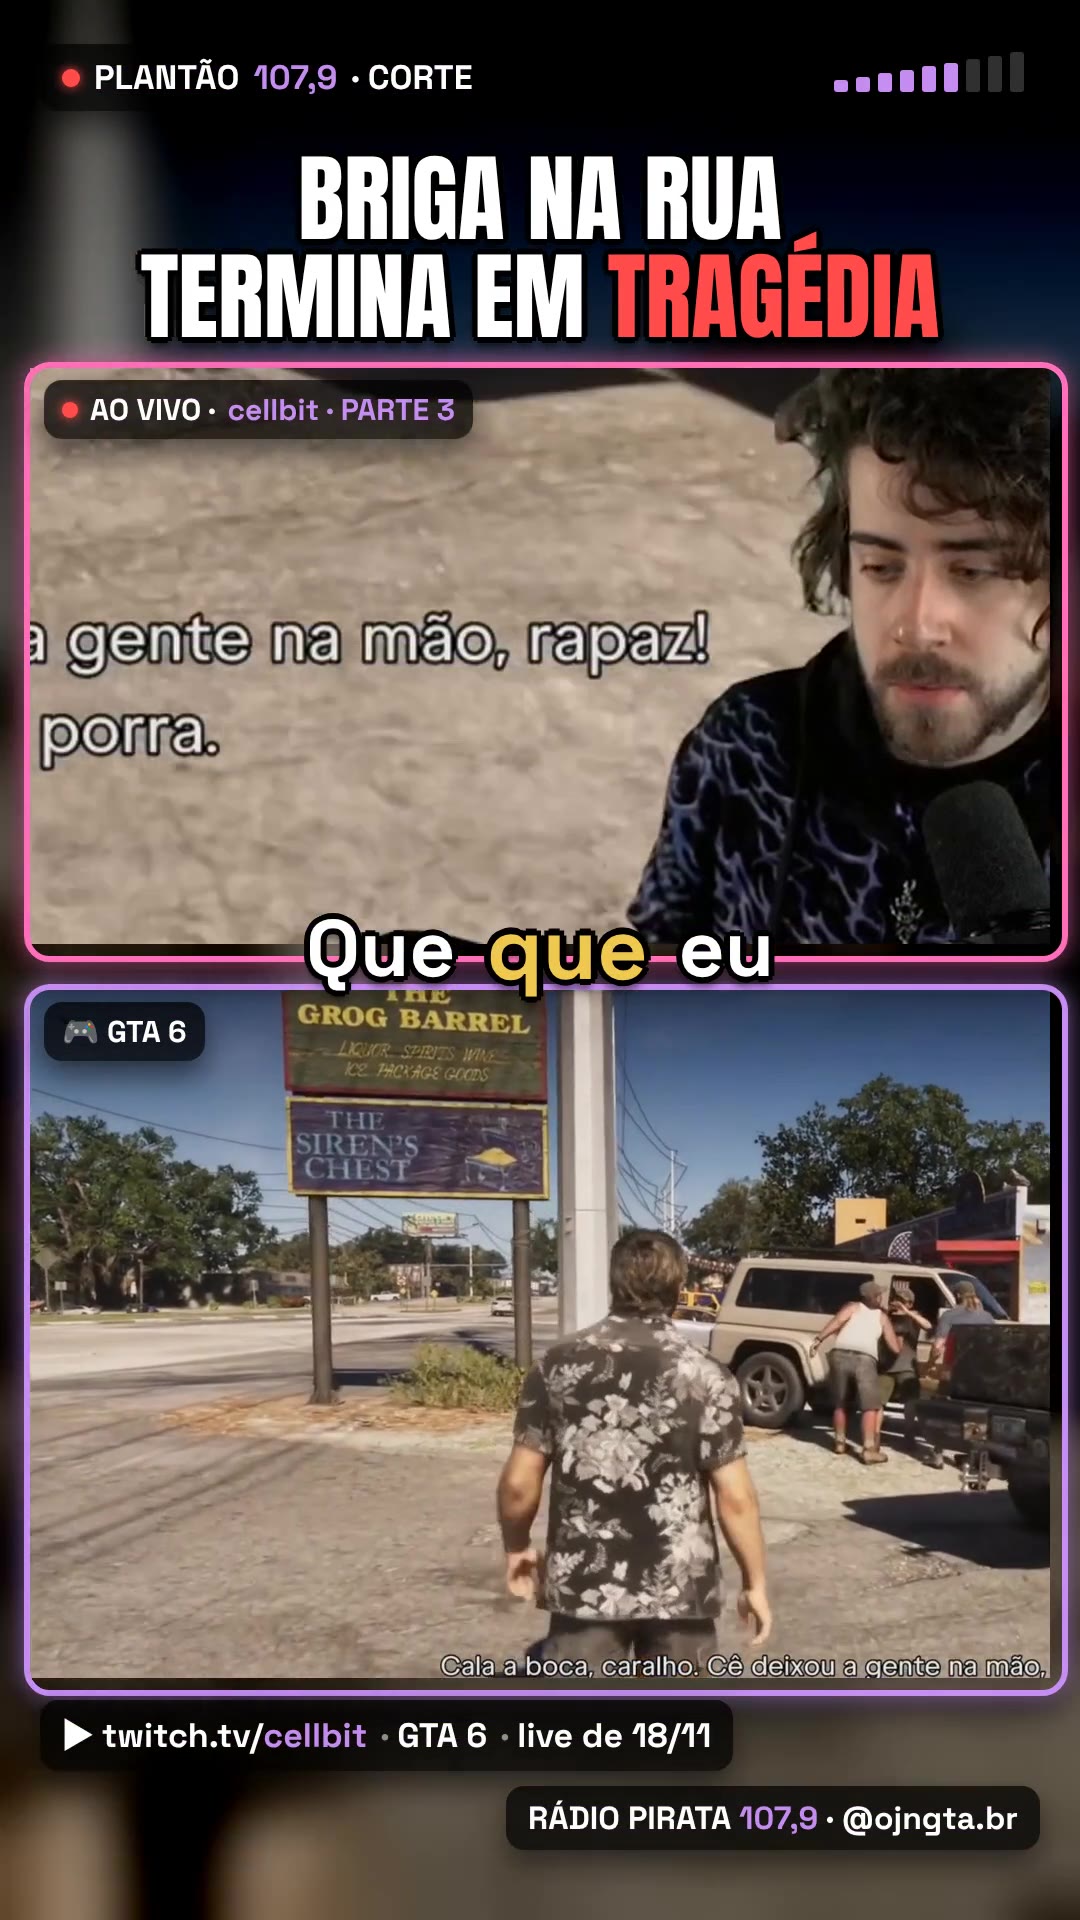 PLANTÃO 107,9 · CORTE
BRIGA NA RUA
TERMINA EM TRAGÉDIA
AO VIVO · cellbit · PARTE 3
a gente na mão, rapaz!
porra.
Que que eu
GTA 6
THE
GROG BARREL
LIQUOR SPIRITS WINE
ICE PACKAGE GOODS
THE
SIREN'S
CHEST
Cala a boca, caralho. Cê deixou a gente na mão,
twitch.tv/cellbit · GTA 6 · live de 18/11
RÁDIO PIRATA 107,9 · @ojngta.br